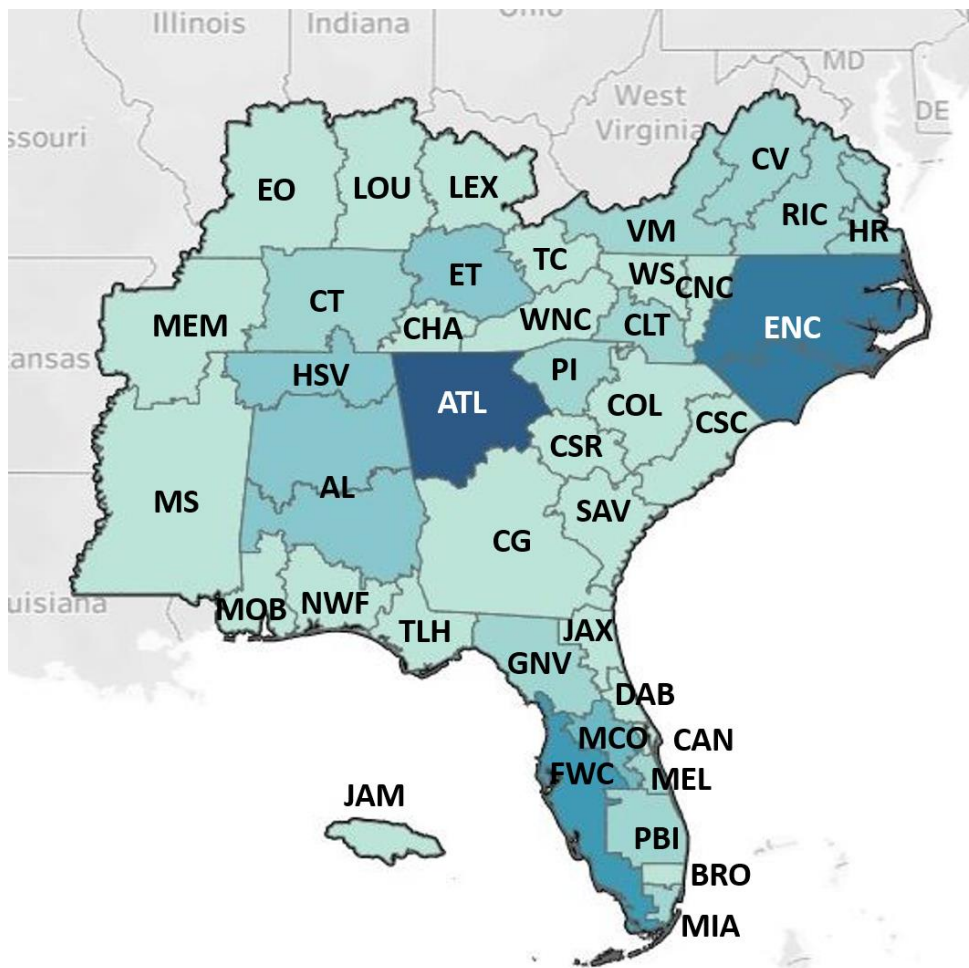 Illinois
Indiana
Ohio
MD
West
Virginia
DE
ssouri
CV
EO
LOU
LEX
RIC
VM
HR
TC
ET
WS
CNC
CT
MEM
CHA
WNC
CLT
ENC
ansas
HSV
PI
ATL
COL
CSC
CSR
AL
MS
SAV
CG
uisiana
MOB
NWF
TLH
JAX
GNV
DAB
MCO
CAN
FWC
MEL
JAM
PBI
BRO
MIA